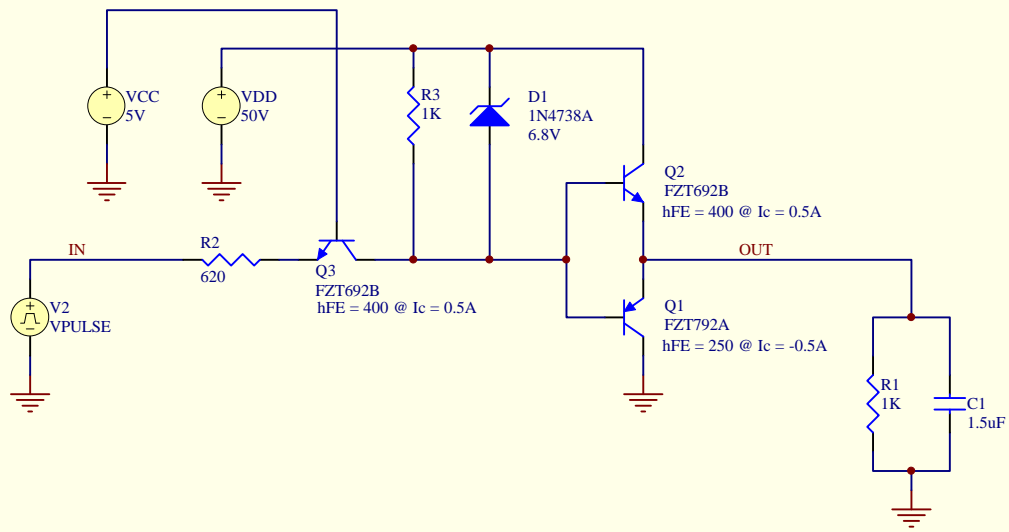 VCC
5V
VDD
50V
R3
1K
D1
1N4738A
6.8V
Q2
FZT692B
hFE = 400 @ Ic = 0.5A
IN
R2
620
Q3
FZT692B
hFE = 400 @ Ic = 0.5A
OUT
V2
VPULSE
Q1
FZT792A
hFE = 250 @ Ic = -0.5A
R1
1K
C1
1.5uF